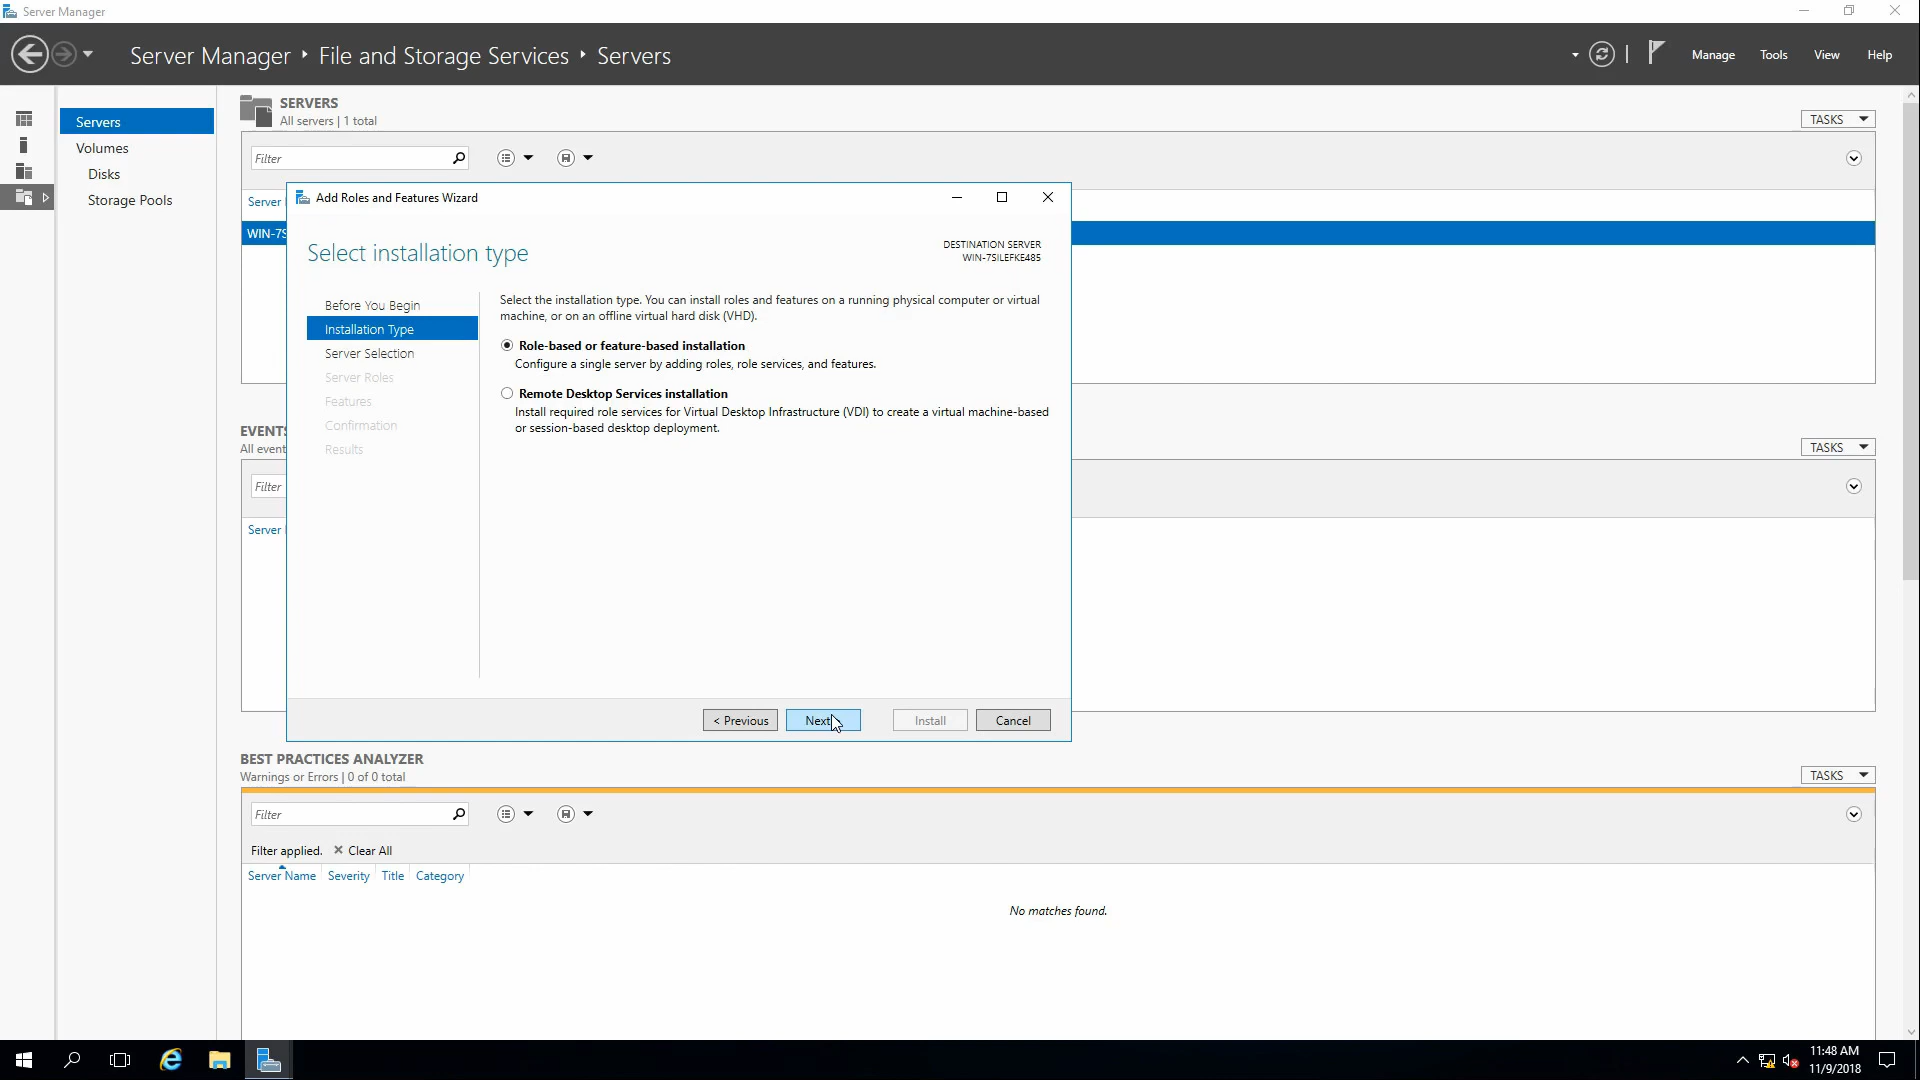 Server Manager
Server Manager ‣ File and Storage Services ‣ Servers
Manage Tools View Help
Servers
Volumes
Disks
Storage Pools
SERVERS
All servers | 1 total
TASKS
Filter
Server
WIN-7S
Add Roles and Features Wizard
Select installation type
DESTINATION SERVER
WIN-7SILEFKE485
Before You Begin
Installation Type
Server Selection
Server Roles
Features
Confirmation
Results
Select the installation type. You can install roles and features on a running physical computer or virtual
machine, or on an offline virtual hard disk (VHD).
Role-based or feature-based installation
Configure a single server by adding roles, role services, and features.
Remote Desktop Services installation
Install required role services for Virtual Desktop Infrastructure (VDI) to create a virtual machine-based
or session-based desktop deployment.
< Previous Next Install Cancel
EVENTS
All event
TASKS
Filter
Server
BEST PRACTICES ANALYZER
Warnings or Errors | 0 of 0 total
TASKS
Filter
Filter applied. Clear All
Server Name Severity Title Category
No matches found.
11:48 AM
11/9/2018